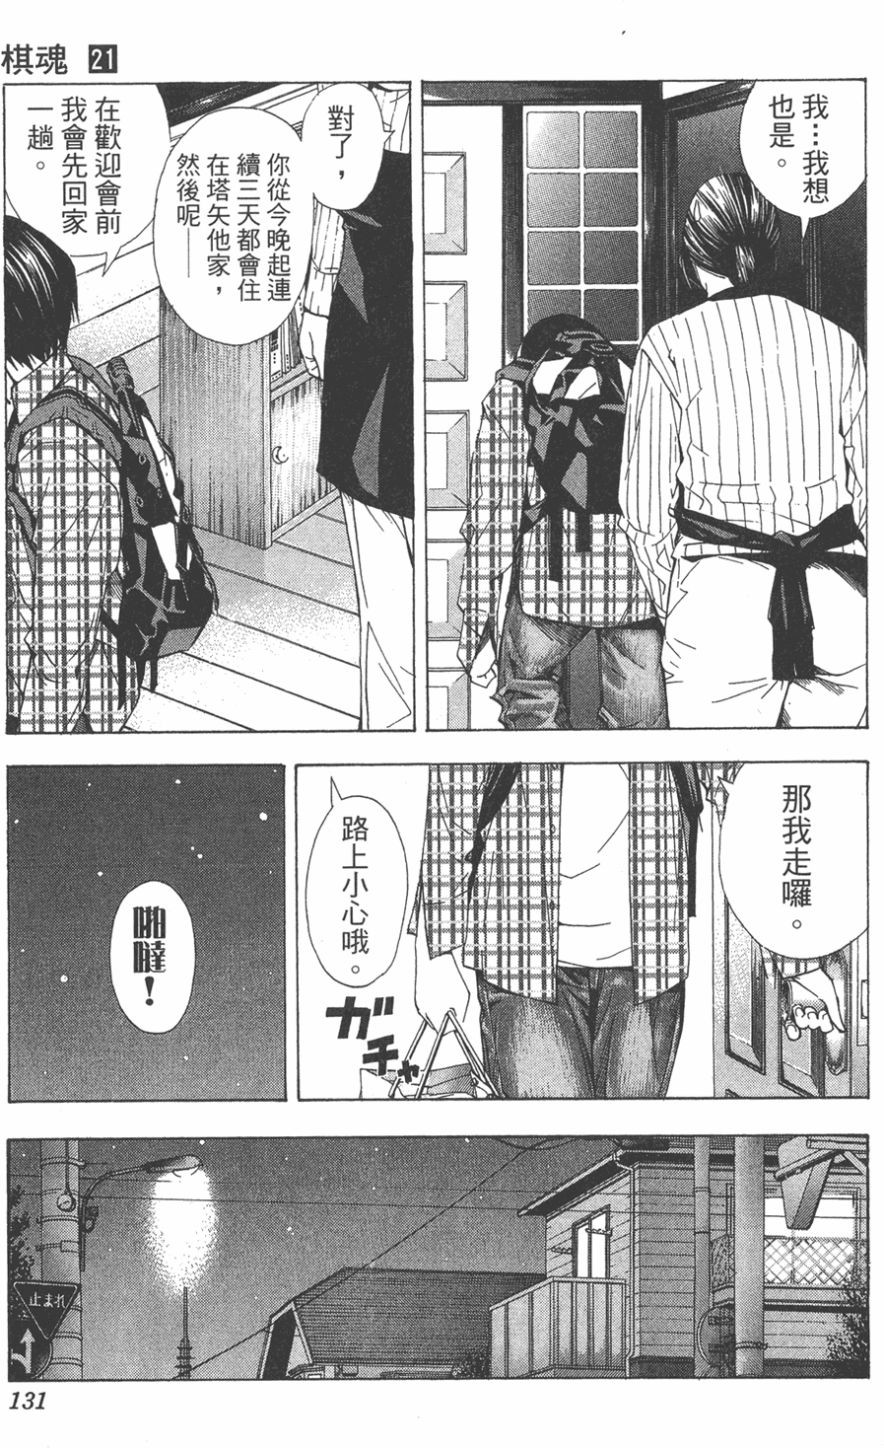 棋魂 21
我…我想
也是。
對了，
你從今晚起連
續三天都會住
在塔矢他家，
然後呢——
在歡迎會前
我會先回家
一趟。
那我走囉。
路上小心哦。
ガチャ
啪噠！
止まれ
131